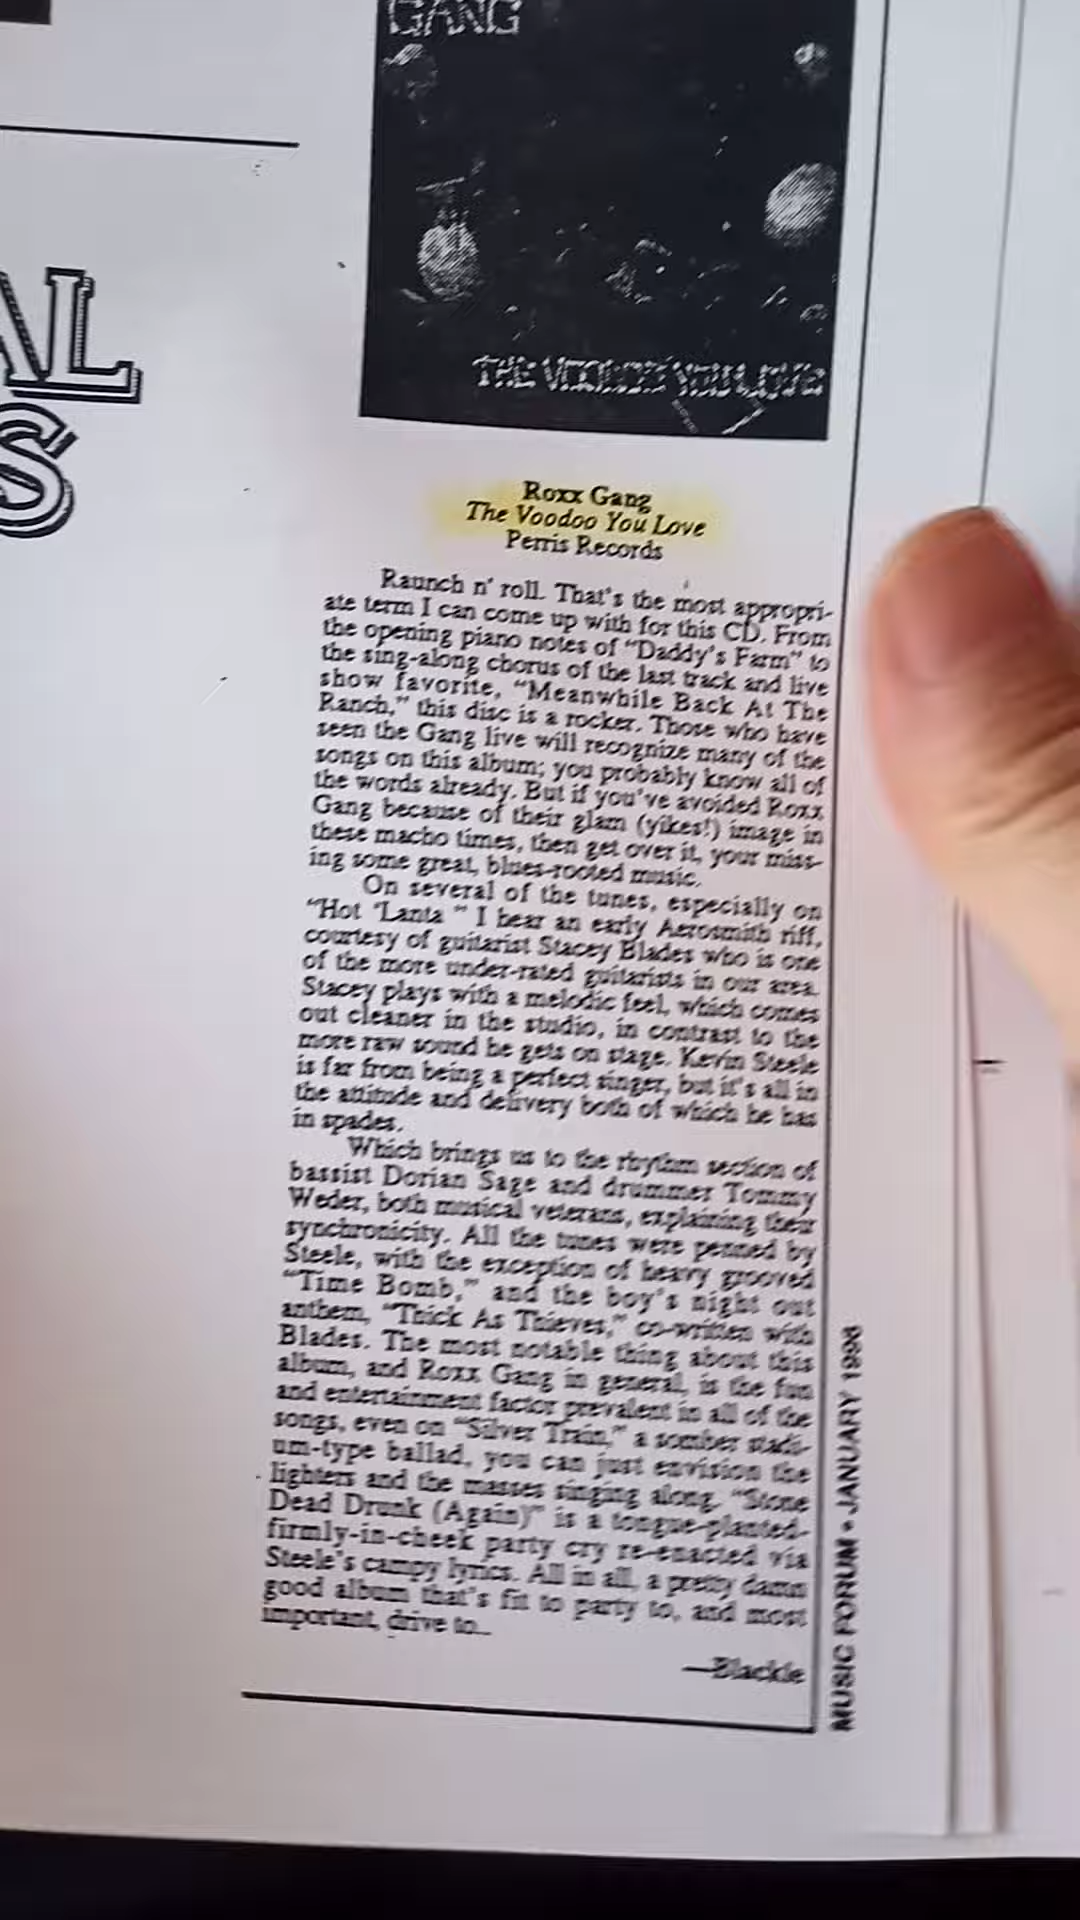 GANG
THE VOODOO YOU LOVE
AL
S
Roxx Gang
The Voodoo You Love
Perris Records
Raunch n' roll. That's the most appropri-
ate term I can come up with for this CD. From
the opening piano notes of "Daddy's Farm" to
the sing-along chorus of the last track and live
show favorite, "Meanwhile Back At The
Ranch," this disc is a rocker. Those who have
seen the Gang live will recognize many of the
songs on this album; you probably know all of
the words already. But if you've avoided Roxx
Gang because of their glam (yikes!) image in
these macho times, then get over it, your miss-
ing some great, blues-rooted music.
On several of the tunes, especially on
"Hot 'Lanta " I hear an early Aerosmith riff,
courtesy of guitarist Stacey Blades who is one
of the more under-rated guitarists in our area.
Stacey plays with a melodic feel, which comes
out cleaner in the studio, in contrast to the
more raw sound he gets on stage. Kevin Steele
is far from being a perfect singer, but it's all in
the attitude and delivery both of which he has
in spades.
Which brings us to the rhythm section of
bassist Dorian Sage and drummer Tommy
Weder, both musical veterans, explaining their
synchronicity. All the tunes were penned by
Steele, with the exception of heavy grooved
"Time Bomb," and the boy's night out
anthem, "Thick As Thieves," co-written with
Blades. The most notable thing about this
album, and Roxx Gang in general, is the fun
and entertainment factor prevalent in all of the
songs, even on "Silver Train," a somber stadi-
um-type ballad, you can just envision the
lighters and the masses singing along. "Stone
Dead Drunk (Again)" is a tongue-planted-
firmly-in-cheek party cry re-enacted via
Steele's campy lyrics. All in all, a pretty damn
good album that's fit to party to, and most
important, drive to...
—Blackie
MUSIC FORUM • JANUARY